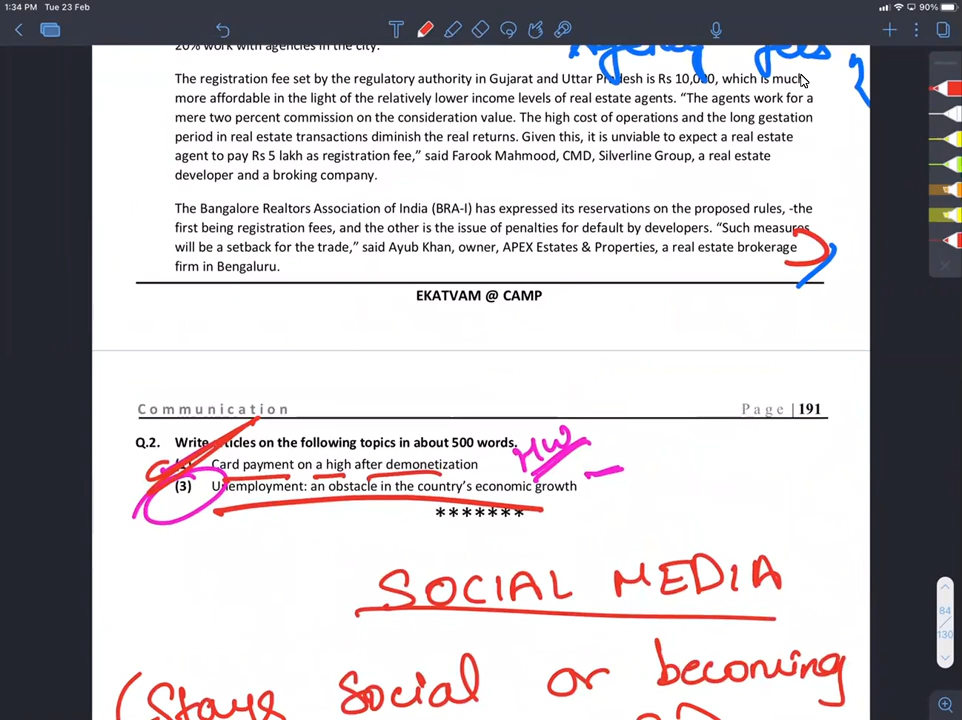 1:34 PM Tue 23 Feb
90%
20% work with agencies in the city.
Agency fees
The registration fee set by the regulatory authority in Gujarat and Uttar Pradesh is Rs 10,000, which is much
more affordable in the light of the relatively lower income levels of real estate agents. “The agents work for a
mere two percent commission on the consideration value. The high cost of operations and the long gestation
period in real estate transactions diminish the real returns. Given this, it is unviable to expect a real estate
agent to pay Rs 5 lakh as registration fee,” said Farook Mahmood, CMD, Silverline Group, a real estate
developer and a broking company.
The Bangalore Realtors Association of India (BRA-I) has expressed its reservations on the proposed rules, -the
first being registration fees, and the other is the issue of penalties for default by developers. “Such measures
will be a setback for the trade,” said Ayub Khan, owner, APEX Estates & Properties, a real estate brokerage
firm in Bengaluru.
EKATVAM @ CAMP
Communication Page | 191
Q.2. Write articles on the following topics in about 500 words.
Card payment on a high after demonetization
HW
(3) Unemployment: an obstacle in the country’s economic growth
*******
SOCIAL MEDIA
(Stays Social or becoming
84
130